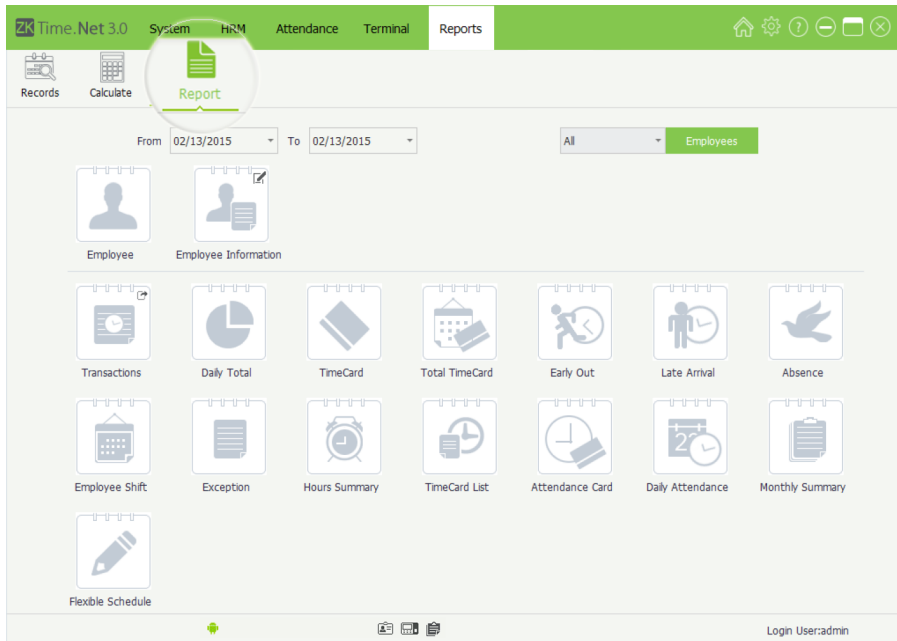 ZK Time.Net 3.0 System HRM Attendance Terminal Reports
Records Calculate Report
From 02/13/2015 To 02/13/2015 All Employees
Employee Employee Information
Transactions Daily Total TimeCard Total TimeCard Early Out Late Arrival Absence
Employee Shift Exception Hours Summary TimeCard List Attendance Card Daily Attendance Monthly Summary
Flexible Schedule
Login User:admin